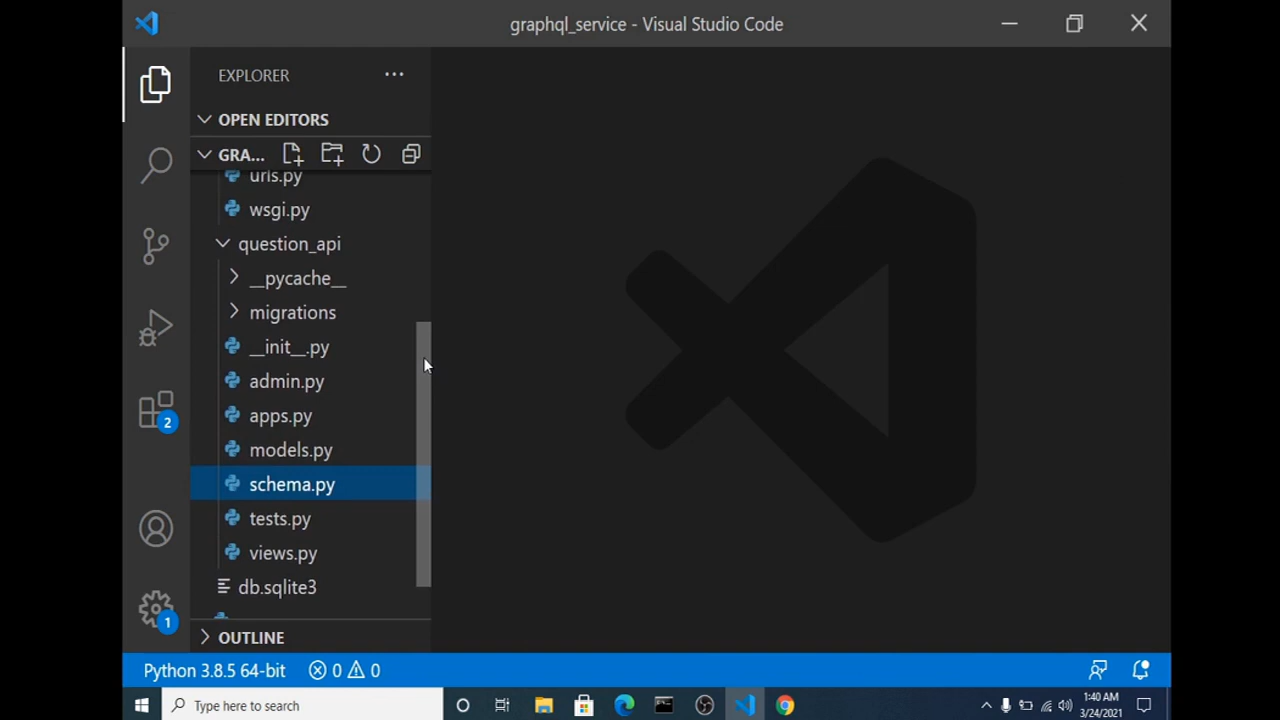 graphql_service - Visual Studio Code
EXPLORER
OPEN EDITORS
GRA...
urls.py
wsgi.py
question_api
__pycache__
migrations
__init__.py
admin.py
apps.py
models.py
schema.py
tests.py
views.py
db.sqlite3
OUTLINE
2
1
Python 3.8.5 64-bit 0 0
Type here to search
1:40 AM
3/24/2021